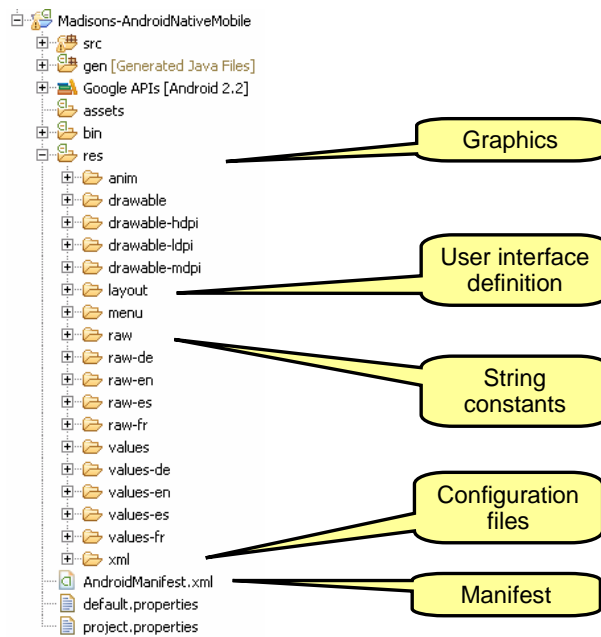 Madisons-AndroidNativeMobile
src
gen [Generated Java Files]
Google APIs [Android 2.2]
assets
bin
res
anim
drawable
drawable-hdpi
drawable-ldpi
drawable-mdpi
layout
menu
raw
raw-de
raw-en
raw-es
raw-fr
values
values-de
values-en
values-es
values-fr
xml
AndroidManifest.xml
default.properties
project.properties
Graphics
User interface
definition
String
constants
Configuration
files
Manifest